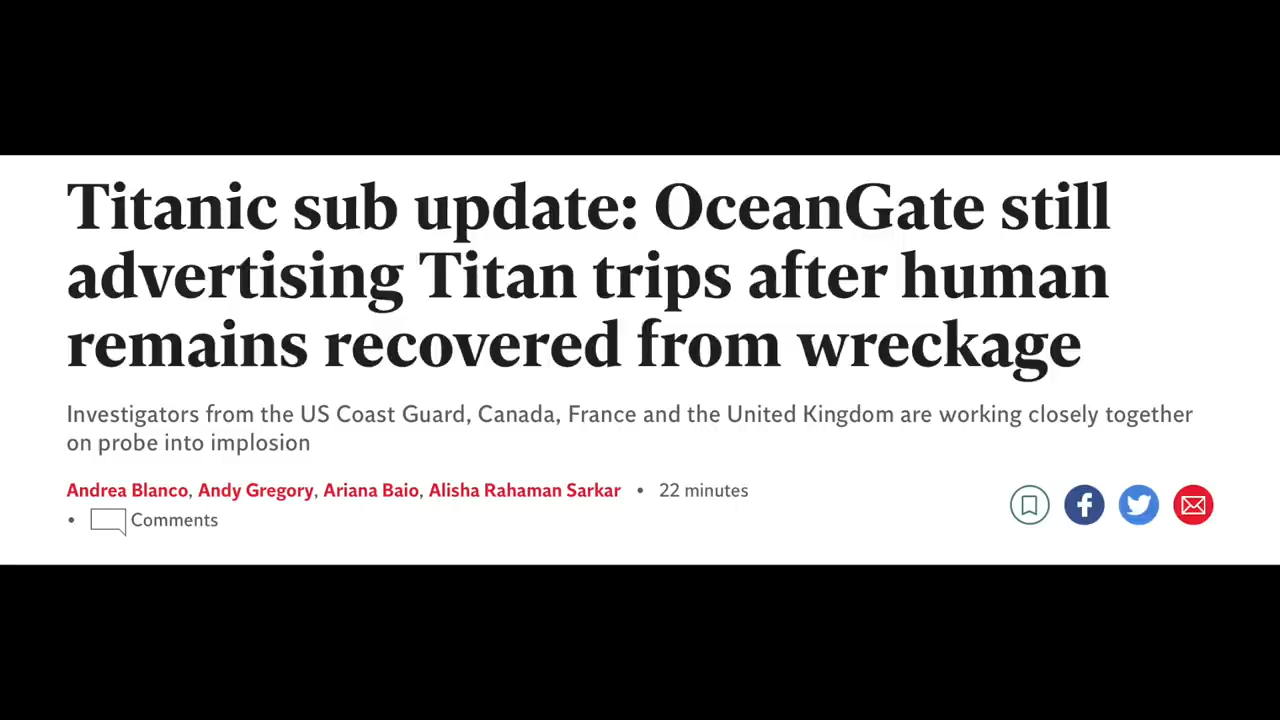 Titanic sub update: OceanGate still
advertising Titan trips after human
remains recovered from wreckage
Investigators from the US Coast Guard, Canada, France and the United Kingdom are working closely together
on probe into implosion
Andrea Blanco, Andy Gregory, Ariana Baio, Alisha Rahaman Sarkar • 22 minutes
• Comments